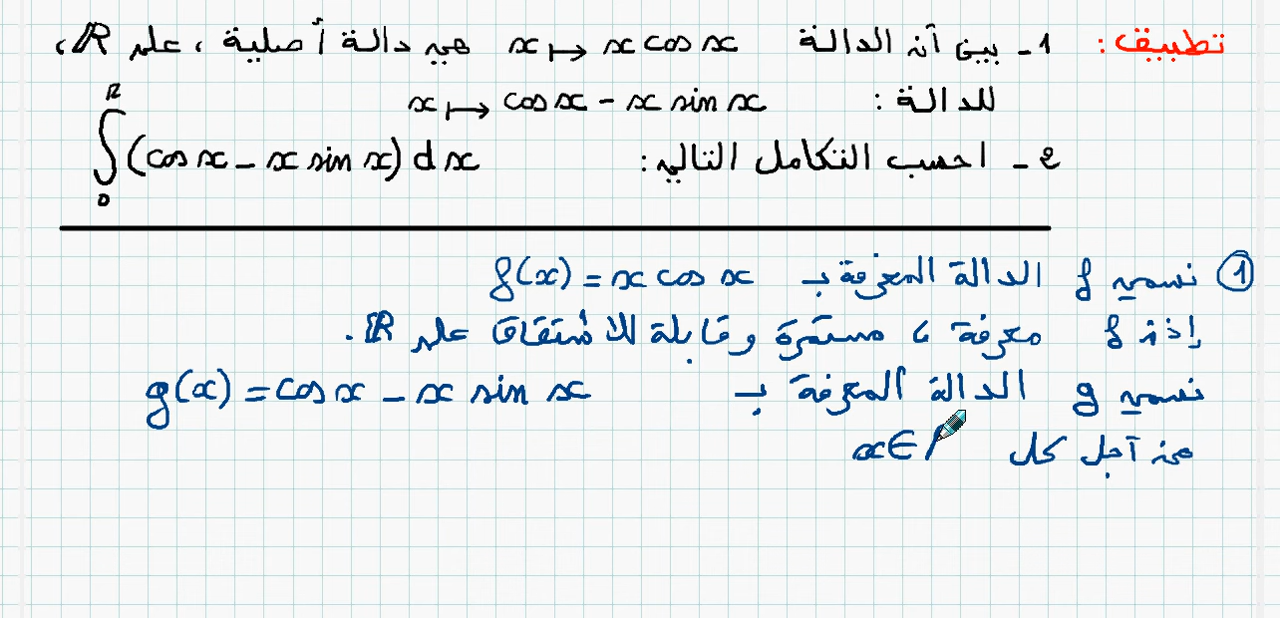 تطبيق: 1 - بين أن الدالة x ↦ x cos x هي دالة أصلية، على ℝ،
للدالة: x ↦ cos x - x sin x
2 - احسب التكامل التالي: ∫₀^π (cos x - x sin x) dx
① نسمي f الدالة المعرفة بـ f(x) = x cos x
إذن f معرفة، مستمرة وقابلة للاشتقاق على ℝ.
نسمي g الدالة المعرفة بـ g(x) = cos x - x sin x
من أجل كل x ∈